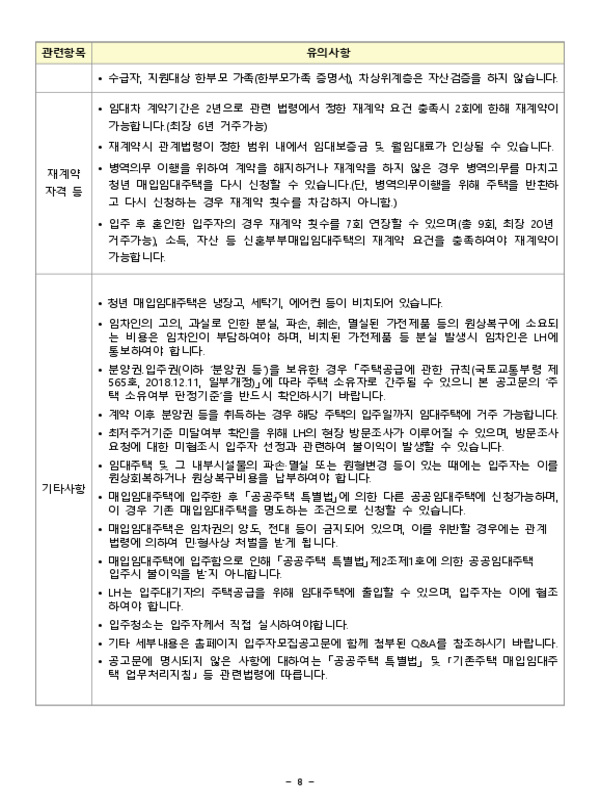 관련항목 유의사항
• 수급자, 지원대상 한부모 가족(한부모가족 증명서), 차상위계층은 자산검증을 하지 않습니다.
재계약
자격 등
• 임대차 계약기간은 2년으로 관련 법령에서 정한 재계약 요건 충족시 2회에 한해 재계약이
가능합니다.(최장 6년 거주가능)
• 재계약시 관계법령이 정한 범위 내에서 임대보증금 및 월임대료가 인상될 수 있습니다.
• 병역의무 이행을 위하여 계약을 해지하거나 재계약을 하지 않은 경우 병역의무를 마치고
청년 매입임대주택을 다시 신청할 수 있습니다.(단, 병역의무이행을 위해 주택을 반환하
고 다시 신청하는 경우 재계약 횟수를 차감하지 아니함.)
• 입주 후 혼인한 입주자의 경우 재계약 횟수를 7회 연장할 수 있으며(총 9회, 최장 20년
거주가능), 소득, 자산 등 신혼부부매입임대주택의 재계약 요건을 충족하여야 재계약이
가능합니다.
기타사항
• 청년 매입임대주택은 냉장고, 세탁기, 에어컨 등이 비치되어 있습니다.
• 임차인의 고의, 과실로 인한 분실, 파손, 훼손, 멸실된 가전제품 등의 원상복구에 소요되
는 비용은 임차인이 부담하여야 하며, 비치된 가전제품 등 분실 발생시 임차인은 LH에
통보하여야 합니다.
• 분양권.입주권(이하 '분양권 등')을 보유한 경우 「주택공급에 관한 규칙(국토교통부령 제
565호, 2018.12.11, 일부개정)」에 따라 주택 소유자로 간주될 수 있으니 본 공고문의 '주
택 소유여부 판정기준'을 반드시 확인하시기 바랍니다.
• 계약 이후 분양권 등을 취득하는 경우 해당 주택의 입주일까지 임대주택에 거주 가능합니다.
• 최저주거기준 미달여부 확인을 위해 LH의 현장 방문조사가 이루어질 수 있으며, 방문조사
요청에 대한 미협조시 입주자 선정과 관련하여 불이익이 발생할 수 있습니다.
• 임대주택 및 그 내부시설물의 파손·멸실 또는 원형변경 등이 있는 때에는 입주자는 이를
원상회복하거나 원상복구비용을 납부하여야 합니다.
• 매입임대주택에 입주한 후 「공공주택 특별법」에 의한 다른 공공임대주택에 신청가능하며,
이 경우 기존 매입임대주택을 명도하는 조건으로 신청할 수 있습니다.
• 매입임대주택은 임차권의 양도, 전대 등이 금지되어 있으며, 이를 위반할 경우에는 관계
법령에 의하여 민.형사상 처벌을 받게 됩니다.
• 매입임대주택에 입주함으로 인해 「공공주택 특별법」제2조제1호에 의한 공공임대주택
입주시 불이익을 받지 아니합니다.
• LH는 입주대기자의 주택공급을 위해 임대주택에 출입할 수 있으며, 입주자는 이에 협조
하여야 합니다.
• 입주청소는 입주자께서 직접 실시하여야합니다.
• 기타 세부내용은 홈페이지 입주자모집공고문에 함께 첨부된 Q&A를 참조하시기 바랍니다.
• 공고문에 명시되지 않은 사항에 대하여는 「공공주택 특별법」 및 「기존주택 매입임대주
택 업무처리지침」 등 관련법령에 따릅니다.
- 8 -